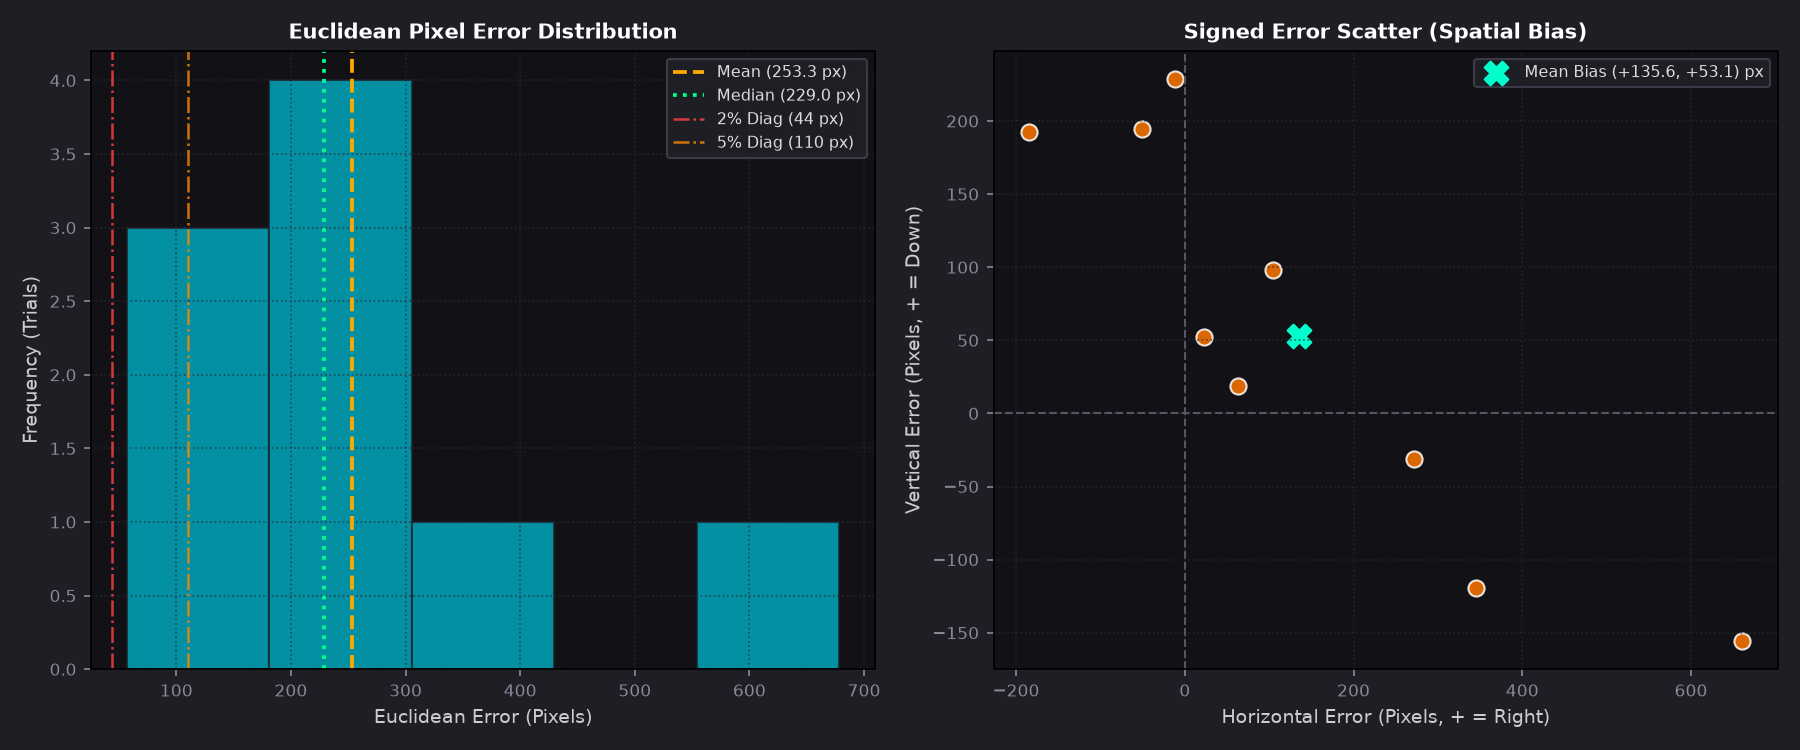 Euclidean Pixel Error Distribution
Mean (253.3 px)
Median (229.0 px)
2% Diag (44 px)
5% Diag (110 px)
Frequency (Trials)
4.0
3.5
3.0
2.5
2.0
1.5
1.0
0.5
0.0
100 200 300 400 500 600 700
Euclidean Error (Pixels)
Signed Error Scatter (Spatial Bias)
Mean Bias (+135.6, +53.1) px
Vertical Error (Pixels, + = Down)
200
150
100
50
0
−50
−100
−150
−200 0 200 400 600
Horizontal Error (Pixels, + = Right)